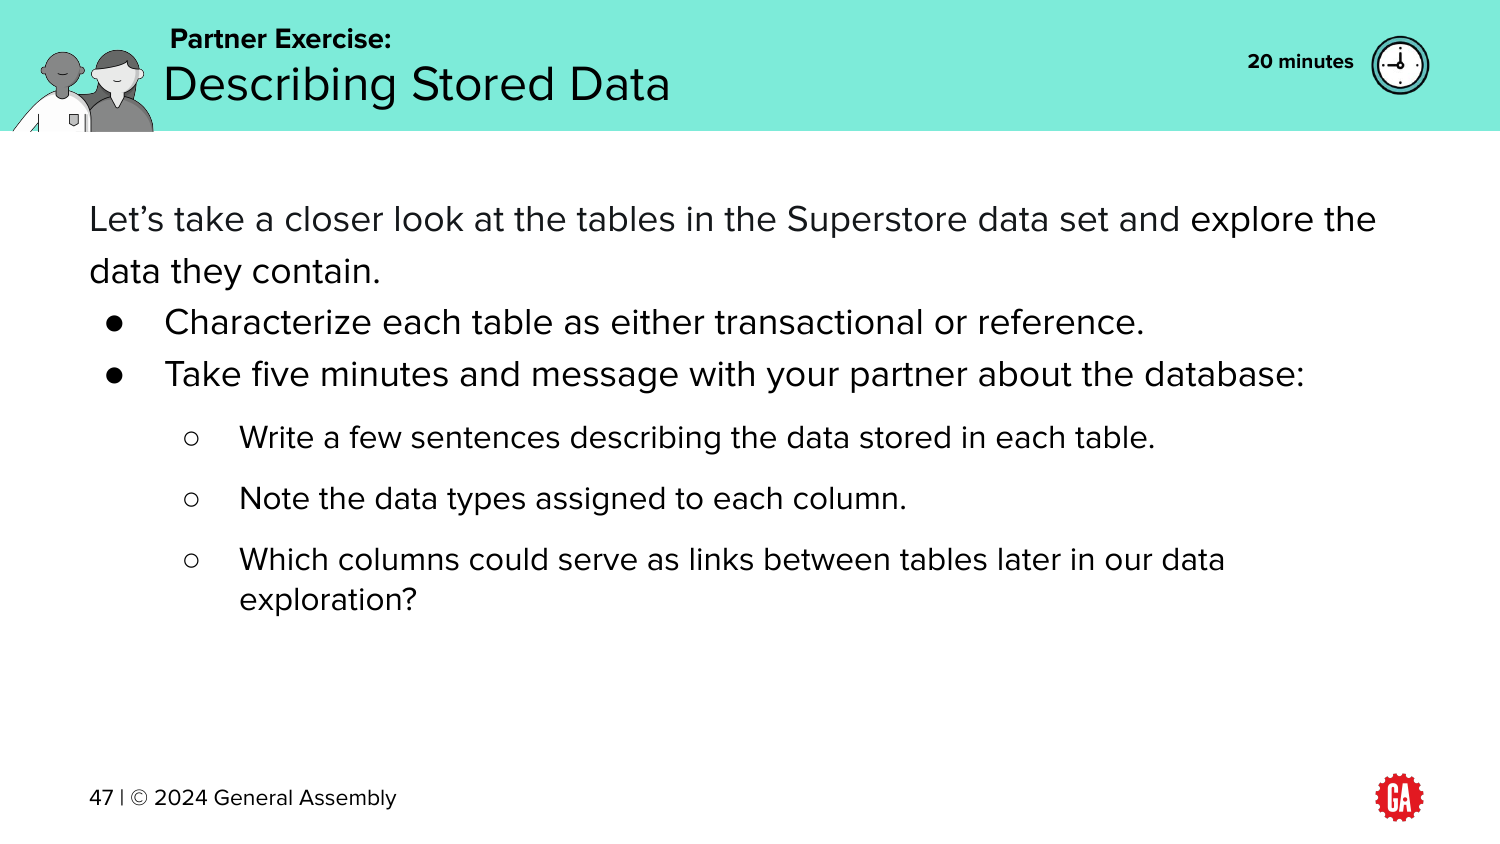 Partner Exercise:
Describing Stored Data
20 minutes
Let’s take a closer look at the tables in the Superstore data set and explore the
data they contain.
● Characterize each table as either transactional or reference.
● Take five minutes and message with your partner about the database:
○ Write a few sentences describing the data stored in each table.
○ Note the data types assigned to each column.
○ Which columns could serve as links between tables later in our data
exploration?
47 | © 2024 General Assembly
GA